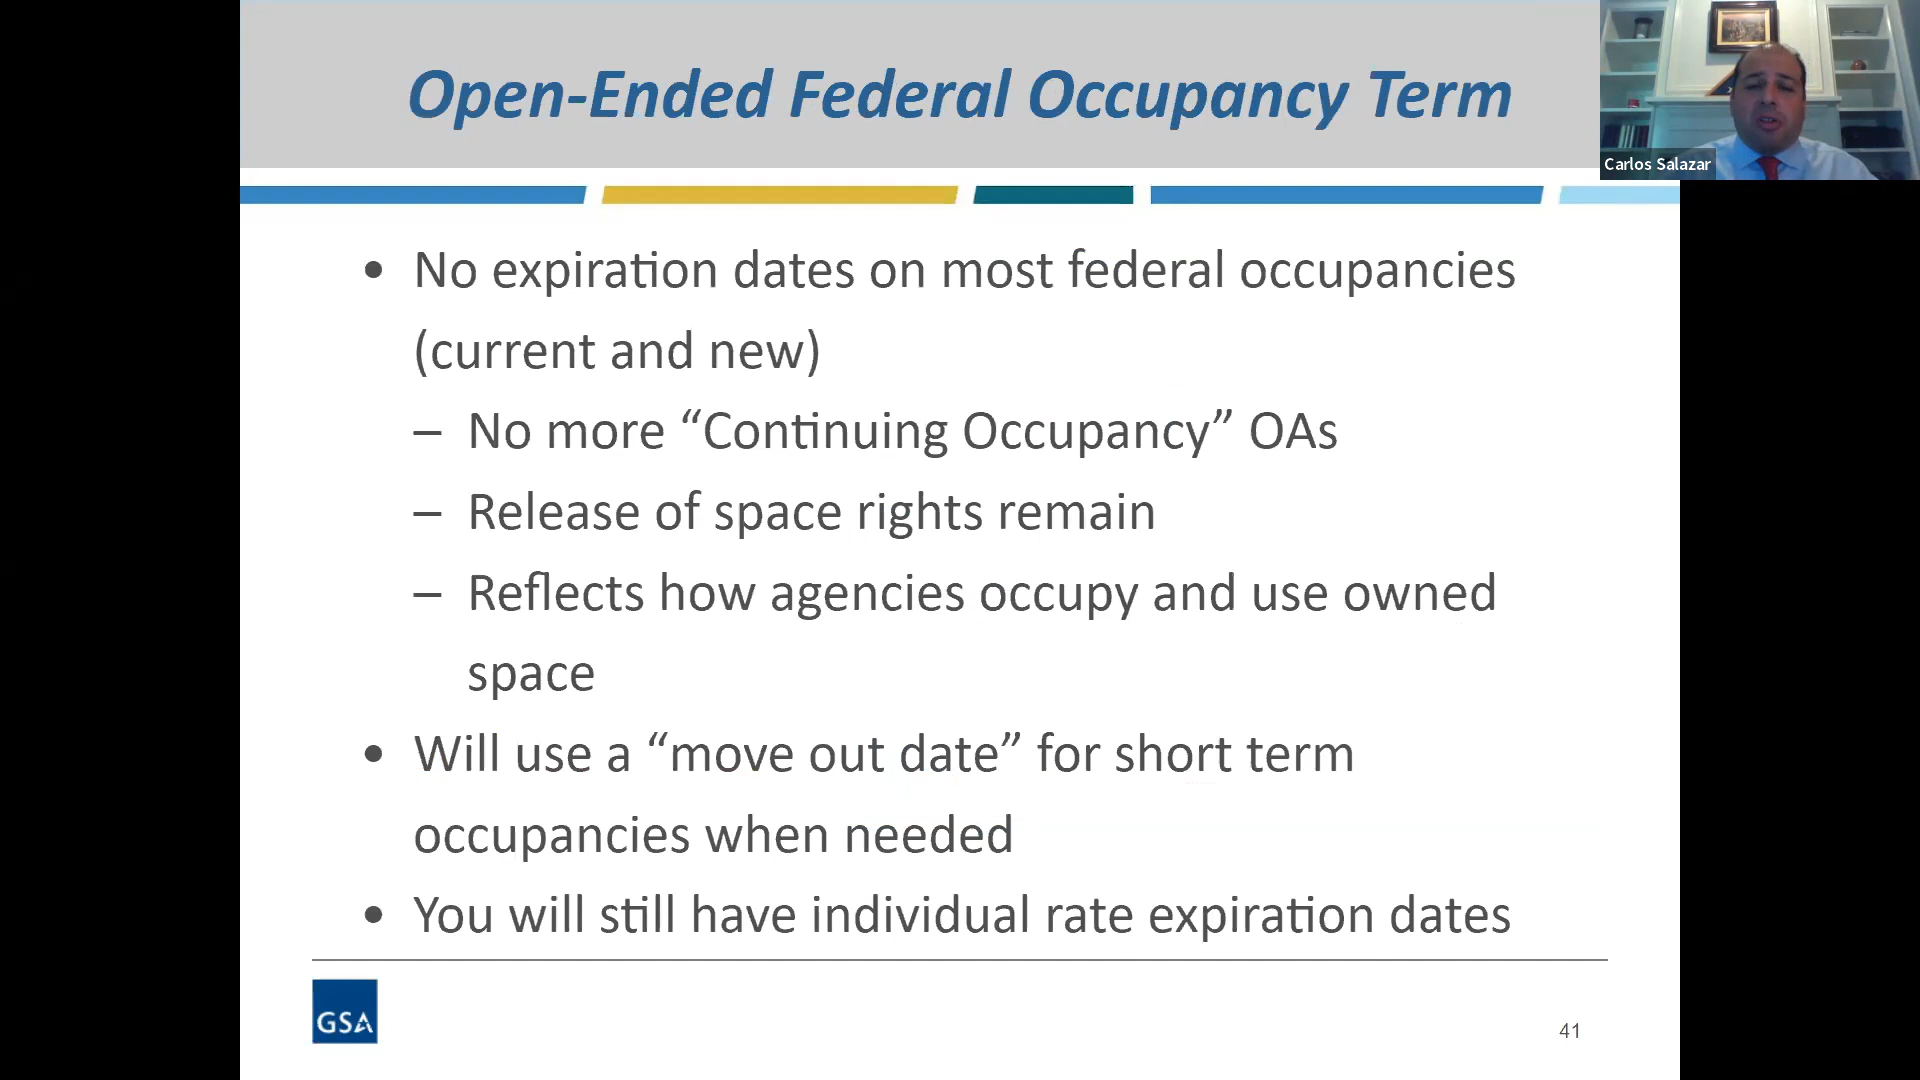 Open-Ended Federal Occupancy Term
Carlos Salazar
• No expiration dates on most federal occupancies
(current and new)
– No more “Continuing Occupancy” OAs
– Release of space rights remain
– Reflects how agencies occupy and use owned
space
• Will use a “move out date” for short term
occupancies when needed
• You will still have individual rate expiration dates
GSA
41